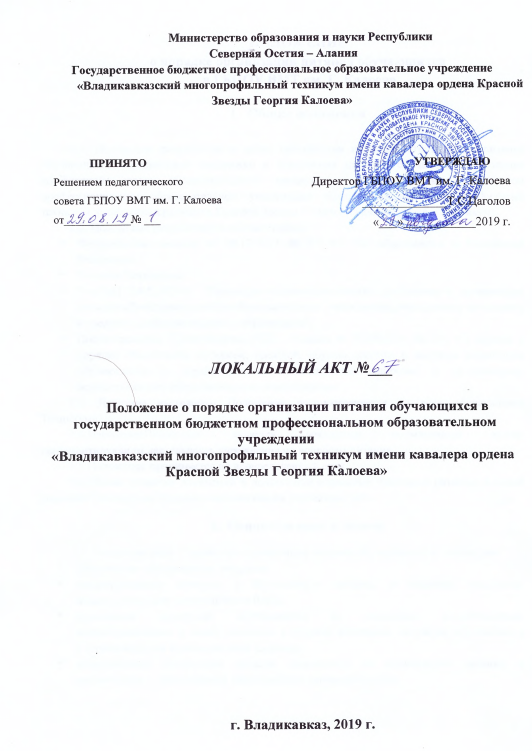 Министерство образования и науки Республики
Северная Осетия – Алания
Государственное бюджетное профессиональное образовательное учреждение
«Владикавказский многопрофильный техникум имени кавалера ордена Красной
Звезды Георгия Калоева»
ПРИНЯТО
Решением педагогического
совета ГБПОУ ВМТ им. Г. Калоева
от 29.08.19 № 1
УТВЕРЖДАЮ
Директор ГБПОУ ВМТ им. Г. Калоева
Т.С.Цаголов
« » 2019 г.
ЛОКАЛЬНЫЙ АКТ № 67
Положение о порядке организации питания обучающихся в
государственном бюджетном профессиональном образовательном
учреждении
«Владикавказский многопрофильный техникум имени кавалера ордена
Красной Звезды Георгия Калоева»
г. Владикавказ, 2019 г.